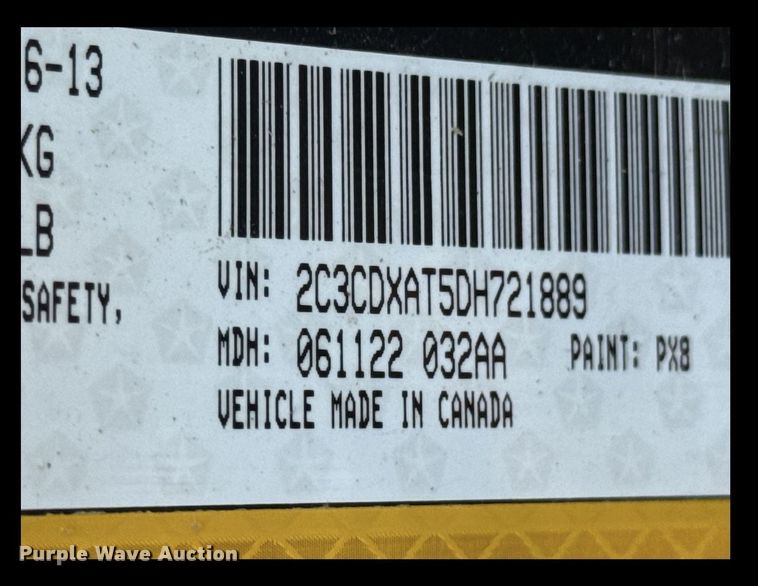 6-13
KG
LB
SAFETY,
VIN: 2C3CDXAT5DH721889
MDH: 061122 032AA PAINT: PX8
VEHICLE MADE IN CANADA
Purple Wave Auction